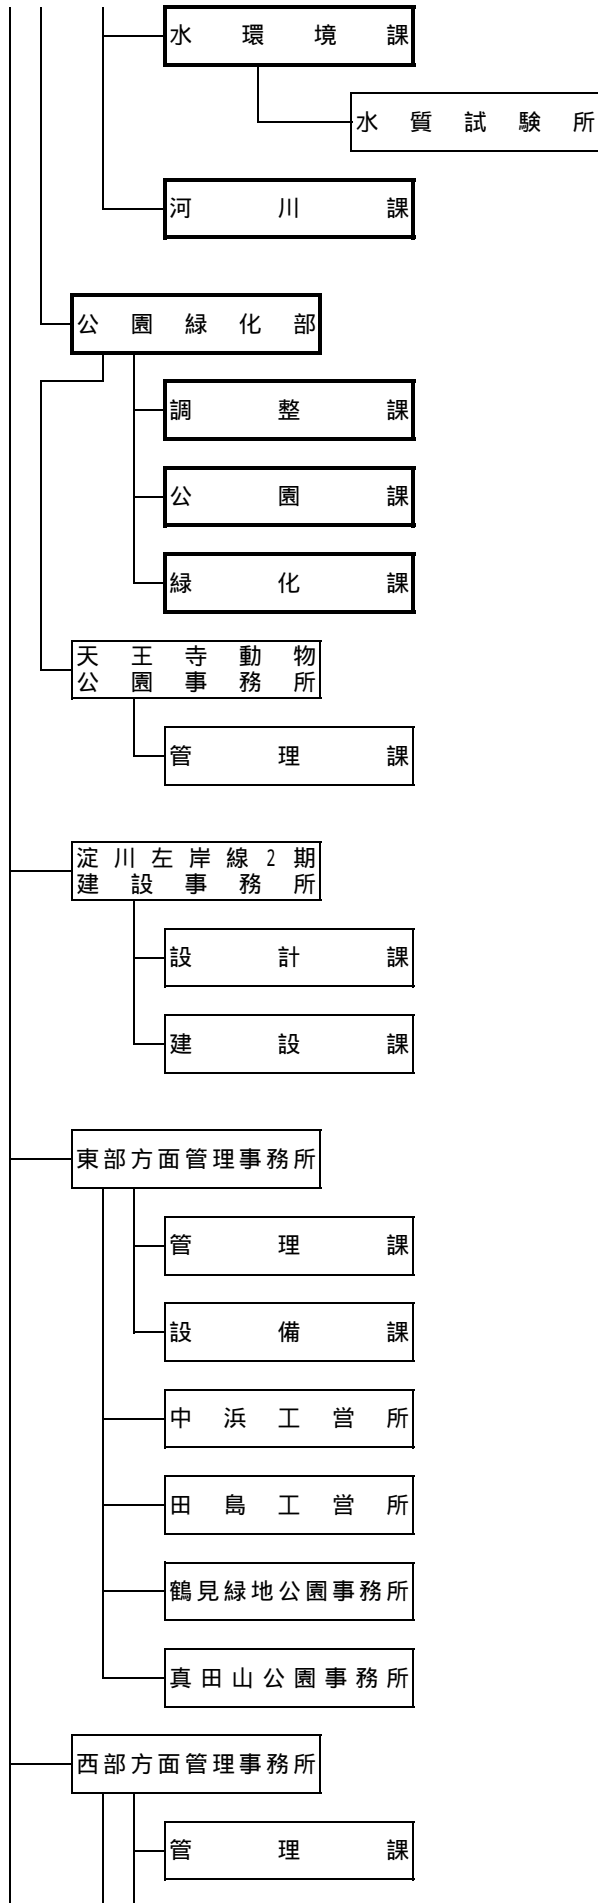 水環境課
水質試験所
河川課
公園緑化部
調整課
公園課
緑化課
天王寺動物
公園事務所
管理課
淀川左岸線2期
建設事務所
設計課
建設課
東部方面管理事務所
管理課
設備課
中浜工営所
田島工営所
鶴見緑地公園事務所
真田山公園事務所
西部方面管理事務所
管理課